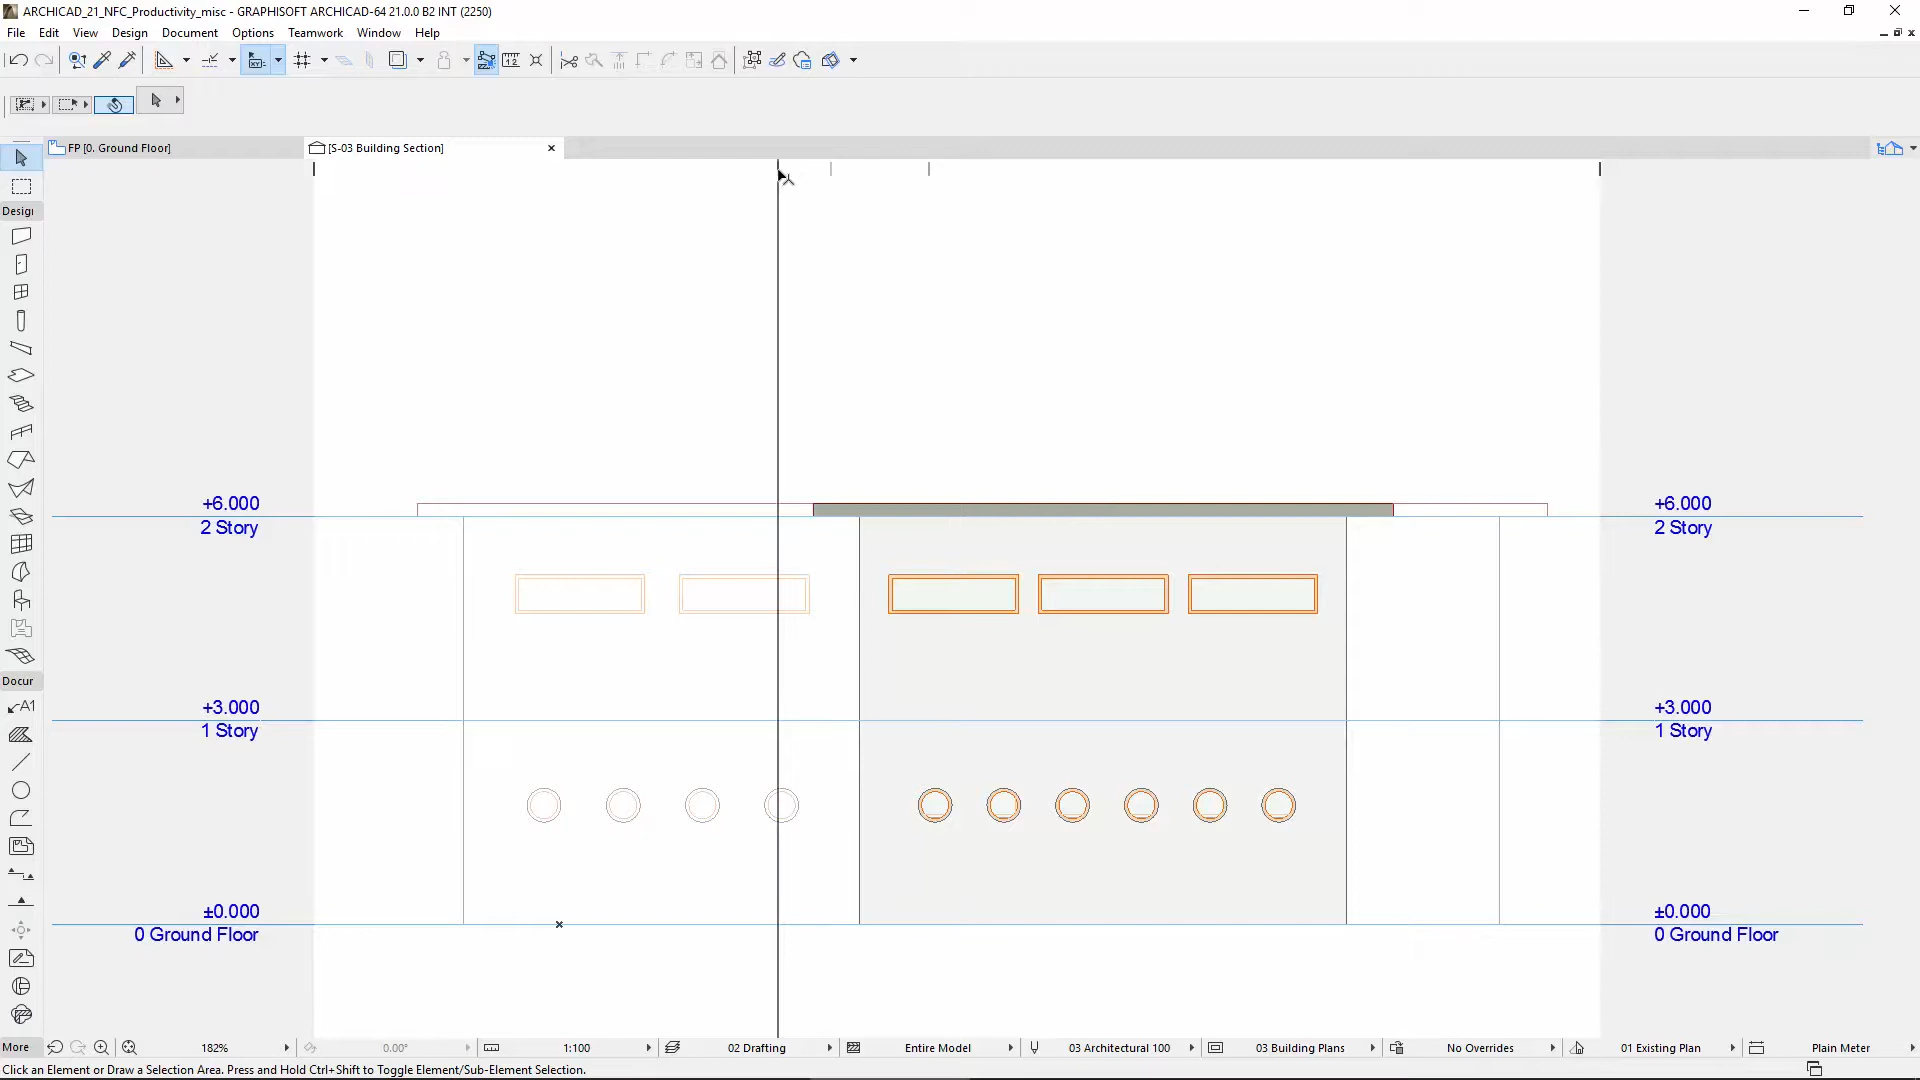 ARCHICAD_21_NFC_Productivity_misc - GRAPHISOFT ARCHICAD-64 21.0.0 B2 INT (2250)
File Edit View Design Document Options Teamwork Window Help
FP [0. Ground Floor]
[S-03 Building Section]
Desigr
+6.000
2 Story
+6.000
2 Story
+3.000
1 Story
+3.000
1 Story
Docur
A1
±0.000
0 Ground Floor
±0.000
0 Ground Floor
More 182% 0.00° 1:100 02 Drafting Entire Model 03 Architectural 100 03 Building Plans No Overrides 01 Existing Plan Plain Meter
Click an Element or Draw a Selection Area. Press and Hold Ctrl+Shift to Toggle Element/Sub-Element Selection.